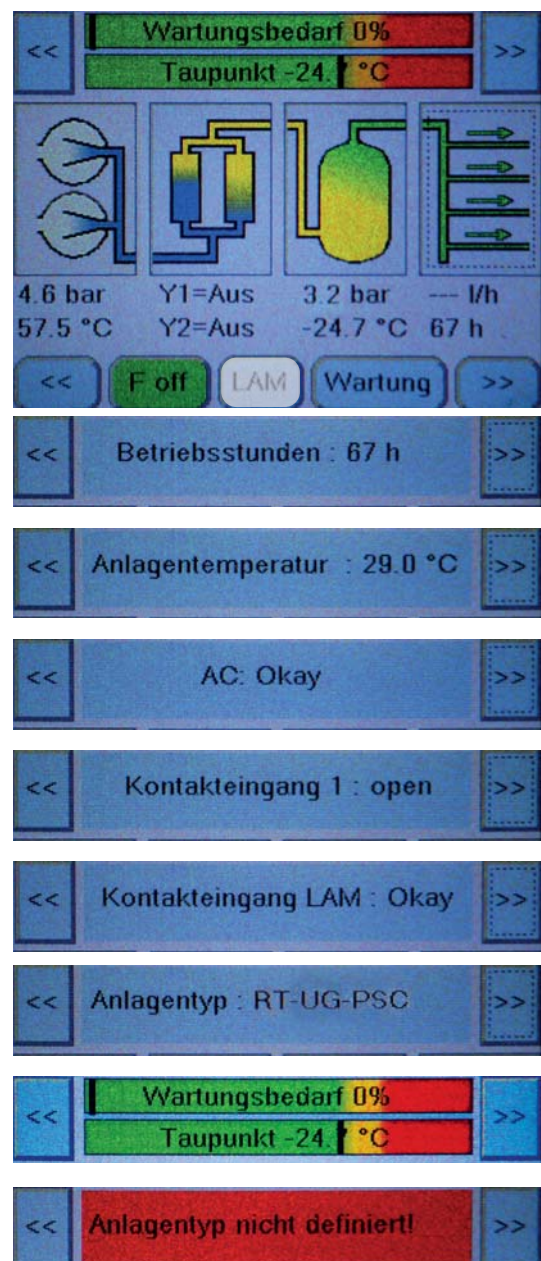 << Wartungsbedarf 0% >>
Taupunkt -24.7 °C
4.6 bar Y1=Aus 3.2 bar --- l/h
57.5 °C Y2=Aus -24.7 °C 67 h
<< F off LAM Wartung >>
<< Betriebsstunden : 67 h >>
<< Anlagentemperatur : 29.0 °C >>
<< AC: Okay >>
<< Kontakteingang 1 : open >>
<< Kontakteingang LAM : Okay >>
<< Anlagentyp : RT-UG-PSC >>
<< Wartungsbedarf 0% >>
Taupunkt -24.7 °C
<< Anlagentyp nicht definiert! >>